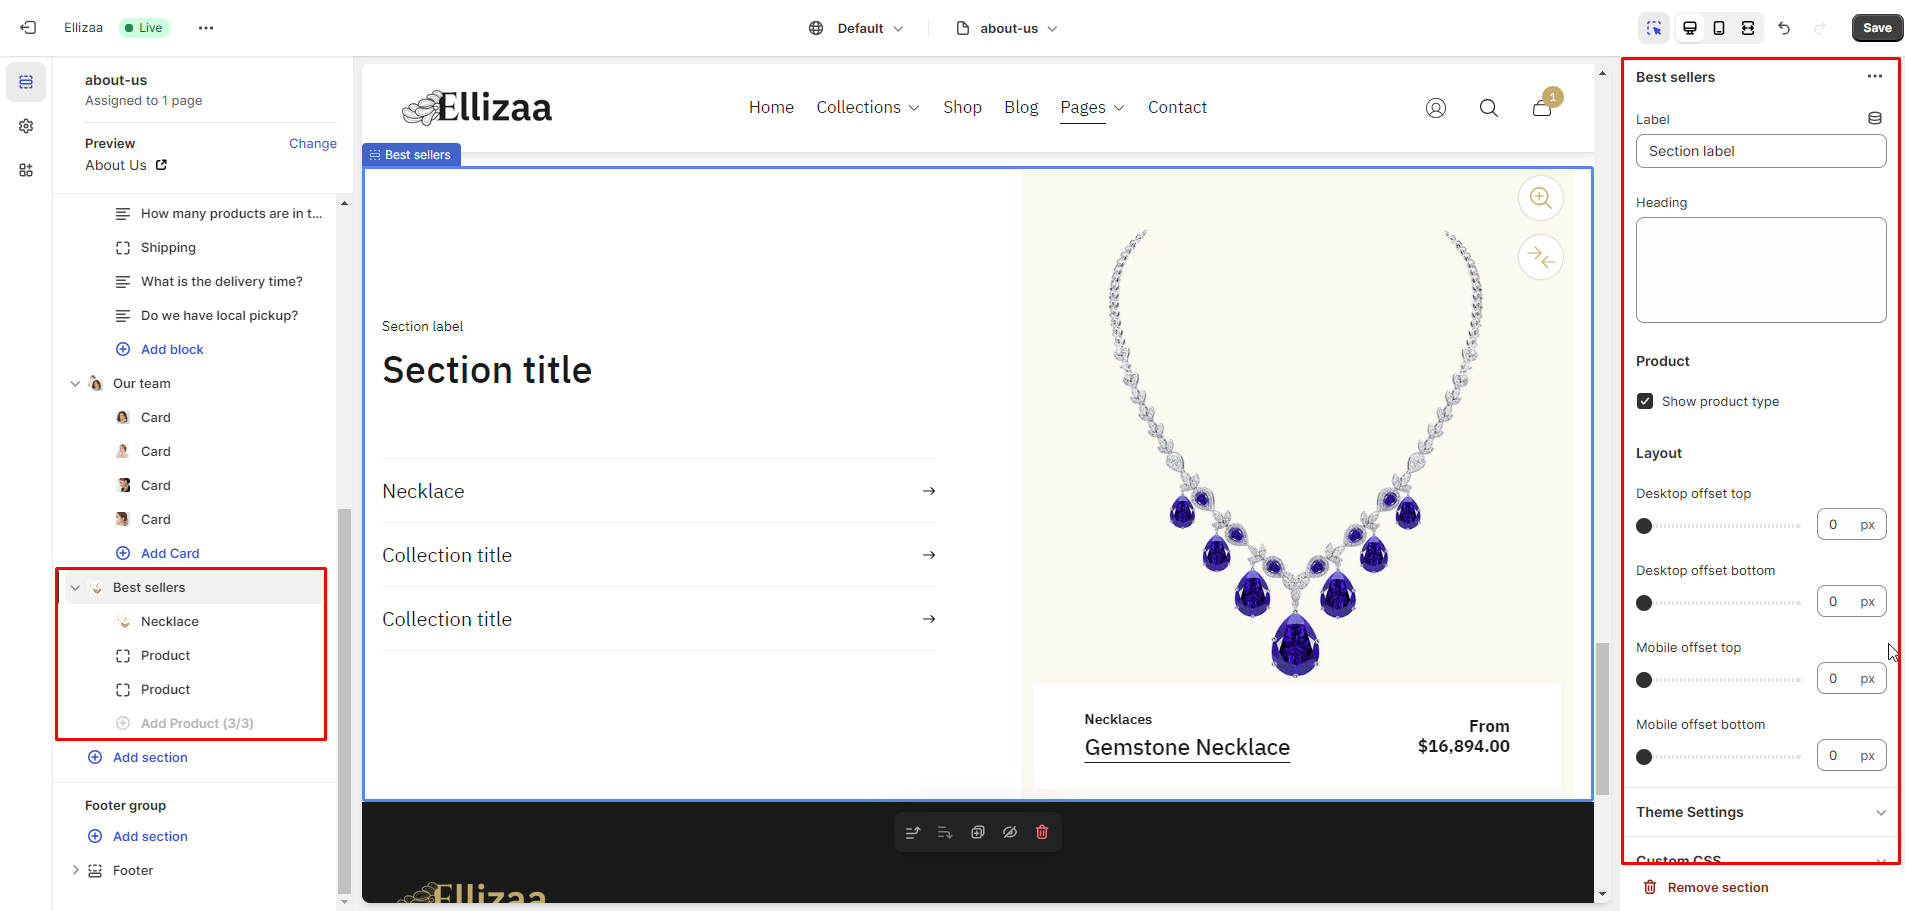 Ellizaa
Live
Default
about-us
Save
about-us
Assigned to 1 page
Preview
Change
About Us
How many products are in t...
Shipping
What is the delivery time?
Do we have local pickup?
Add block
Our team
Card
Card
Card
Card
Add Card
Best sellers
Necklace
Product
Product
Add Product (3/3)
Add section
Footer group
Add section
Footer
Ellizaa
Home Collections Shop Blog Pages Contact
1
Best sellers
Section label
Section title
Necklace
Collection title
Collection title
Necklaces
Gemstone Necklace
From
$16,894.00
Ellizaa
Best sellers
Label
Section label
Heading
Product
Show product type
Layout
Desktop offset top
0 px
Desktop offset bottom
0 px
Mobile offset top
0 px
Mobile offset bottom
0 px
Theme Settings
Custom CSS
Remove section